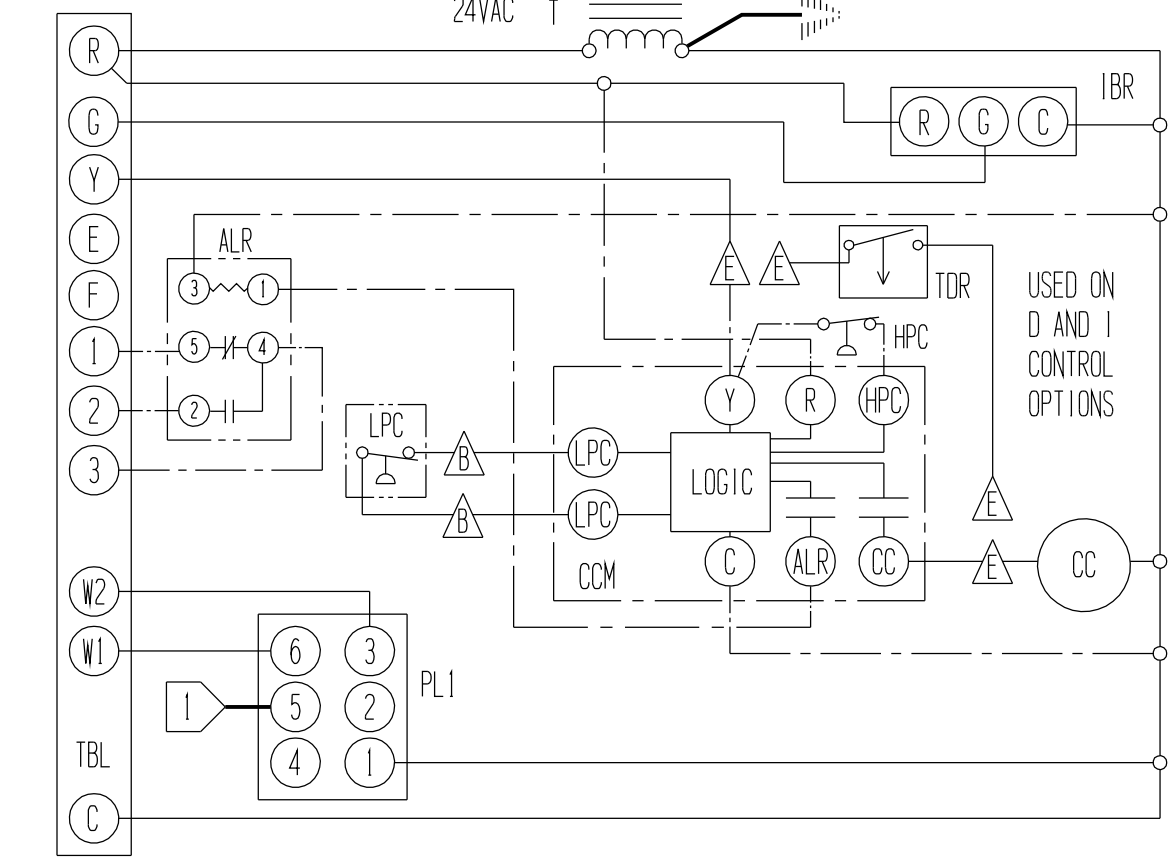 24VAC T
R
IBR
R G C
G
Y
E
ALR
E E
TDR
F
3 1
USED ON
D AND I
CONTROL
OPTIONS
HPC
1
5 4
2
2
LPC
Y R HPC
3
B
LPC
LOGIC
B
LPC
E
CCM
C ALR CC
E
CC
W2
W1
6 3
PL1
1
5 2
TBL
4 1
C